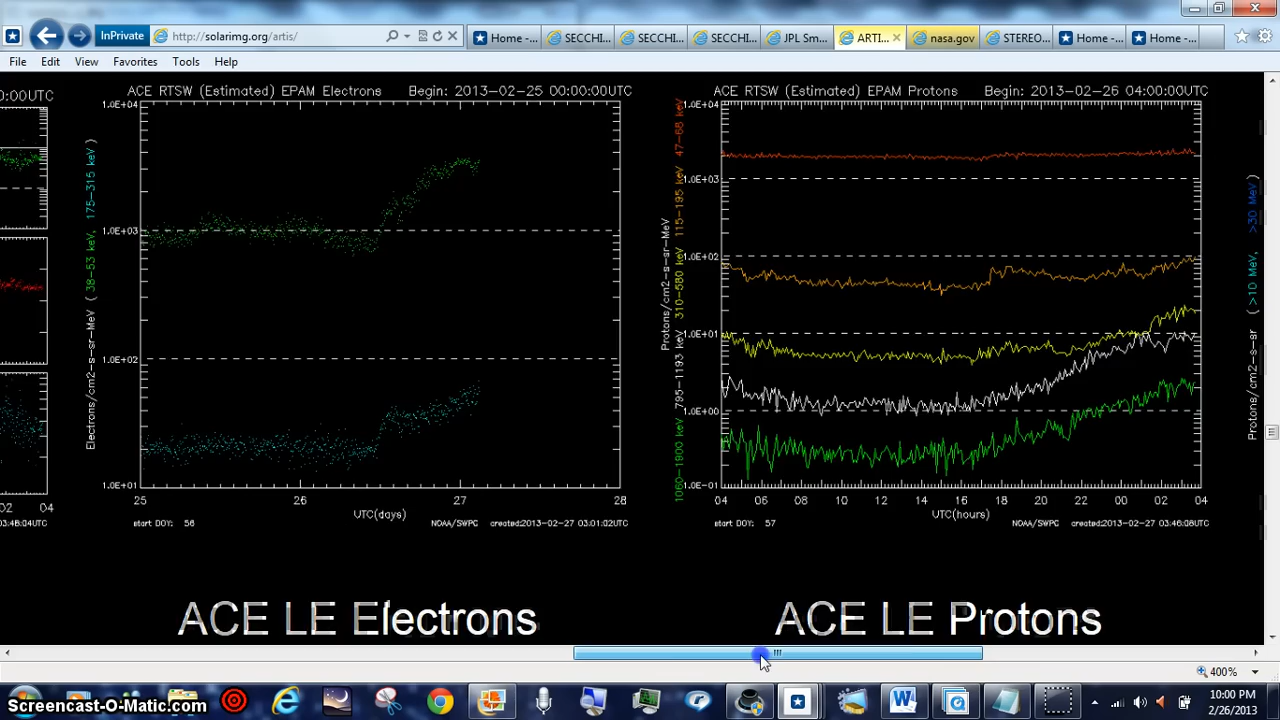 InPrivate
http://solarimg.org/artis/
Home -...
SECCHI...
SECCHI...
SECCHI...
JPL Sm...
ARTI...
nasa.gov
STEREO...
Home -...
Home -...
File Edit View Favorites Tools Help
0:00UTC
ACE RTSW (Estimated) EPAM Electrons Begin: 2013-02-25 00:00:00UTC
ACE RTSW (Estimated) EPAM Protons Begin: 2013-02-26 04:00:00UTC
Electrons/cm2-s-sr-MeV ( 38-53 keV, 175-315 keV )
1.0E+04
1.0E+03
1.0E+02
1.0E+01
25 26 27 28
UTC(days)
start DOY: 56 NOAA/SWPC created:2013-02-27 03:01:02UTC
Protons/cm2-s-sr-MeV
1060-1900 keV 795-1193 keV 310-580 keV 115-195 keV 47-68 keV
1.0E+04
1.0E+03
1.0E+02
1.0E+01
1.0E+00
1.0E-01
04 06 08 10 12 14 16 18 20 22 00 02 04
UTC(hours)
start DOY: 57 NOAA/SWPC created:2013-02-27 03:46:08UTC
Protons/cm2-s-sr ( >10 MeV, >30 MeV )
02 04
03:46:04UTC
ACE LE Electrons
ACE LE Protons
400%
Screencast-O-Matic.com
10:00 PM
2/26/2013